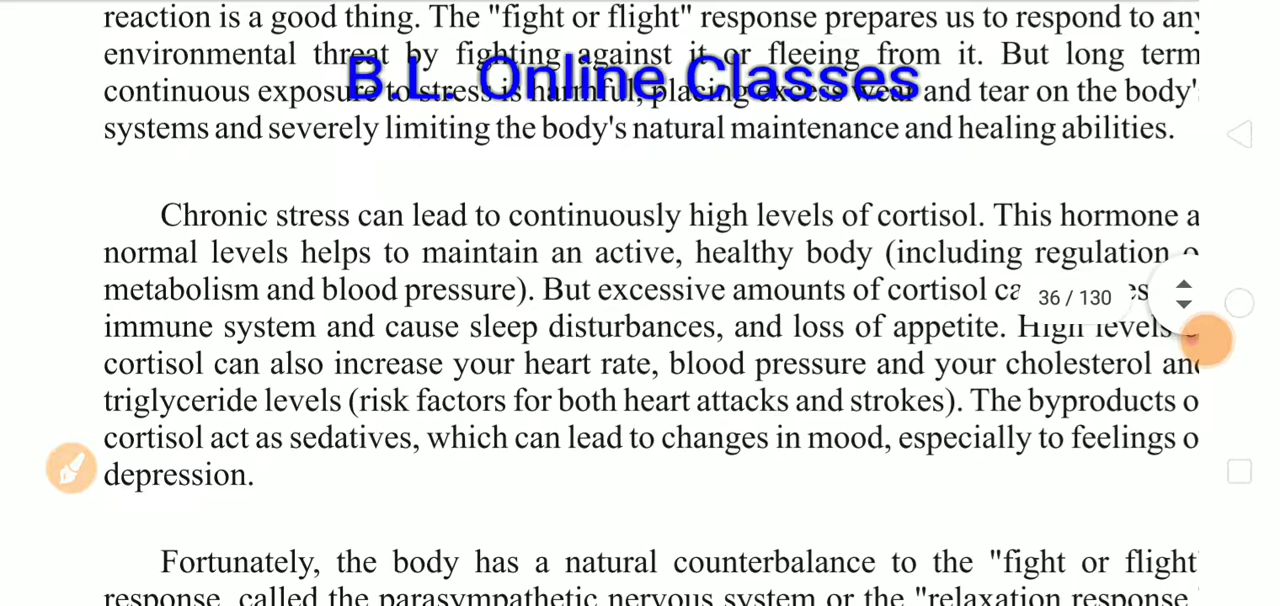 reaction is a good thing. The "fight or flight" response prepares us to respond to any
environmental threat by fighting against it or fleeing from it. But long term
B.L. Online Classes
continuous exposure to stress is harmful, placing excess wear and tear on the body's
systems and severely limiting the body's natural maintenance and healing abilities.
Chronic stress can lead to continuously high levels of cortisol. This hormone a
normal levels helps to maintain an active, healthy body (including regulation
metabolism and blood pressure). But excessive amounts of cortisol
36 / 130
immune system and cause sleep disturbances, and loss of appetite. High levels
cortisol can also increase your heart rate, blood pressure and your cholesterol and
triglyceride levels (risk factors for both heart attacks and strokes). The byproducts o
cortisol act as sedatives, which can lead to changes in mood, especially to feelings o
depression.
Fortunately, the body has a natural counterbalance to the "fight or flight"
response, called the parasympathetic nervous system or the "relaxation response.